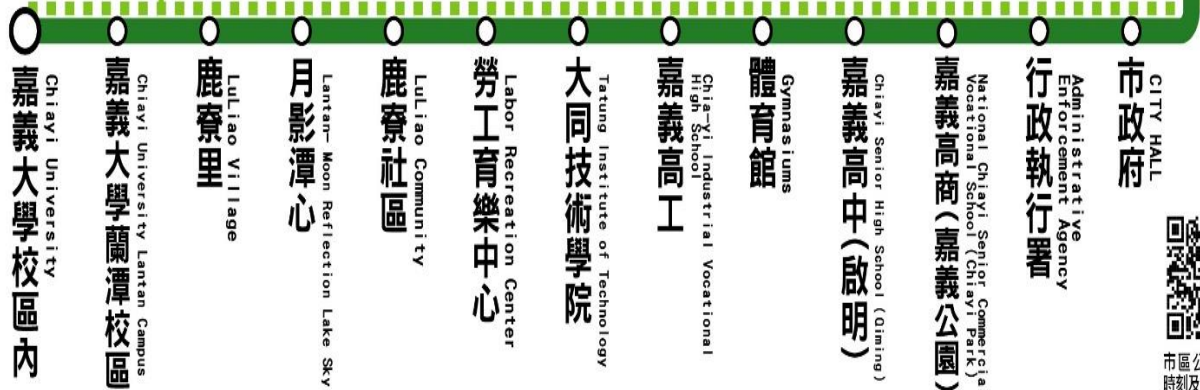 嘉義大學校區內
Chiayi University
嘉義大學蘭潭校區
Chiayi University Lantan Campus
鹿寮里
LuLiao Village
月影潭心
Lantan- Moon Reflection Lake Sky
鹿寮社區
LuLiao Community
勞工育樂中心
Labor Recreation Center
大同技術學院
Tatung Institute of Technology
嘉義高工
Chia-yi Industrial Vocational
High School
體育館
Gymnasiums
嘉義高中(啟明)
Chiayi Senior High School (Qiming)
嘉義高商(嘉義公園)
National Chiayi Senior Commercia
Vocational School (Chiayi Park)
行政執行署
Administrative
Enforcement Agency
市政府
CITY HALL
市區公
時刻及